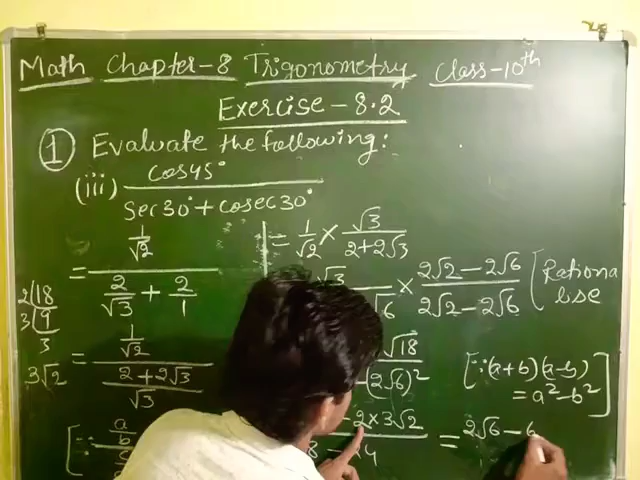 Math Chapter-8 Trigonometry Class-10th
Exercise - 8.2
① Evaluate the following:
(iii) cos45° / Sec30° + cosec30°
= 1/√2 / 2/√3 + 2/1
= 1/√2 / 2+2√3/√3
2|18
3|9
3
3√2
[∵ a/b
= 1/√2 × √3/2+2√3
√3 × 2√2-2√6/2√2-2√6 [Rationalise
√18
-(2√6)²
[∵(a+b)(a-b)
= a²-b²]
-2×3√2
8 - 24
= 2√6 - 6